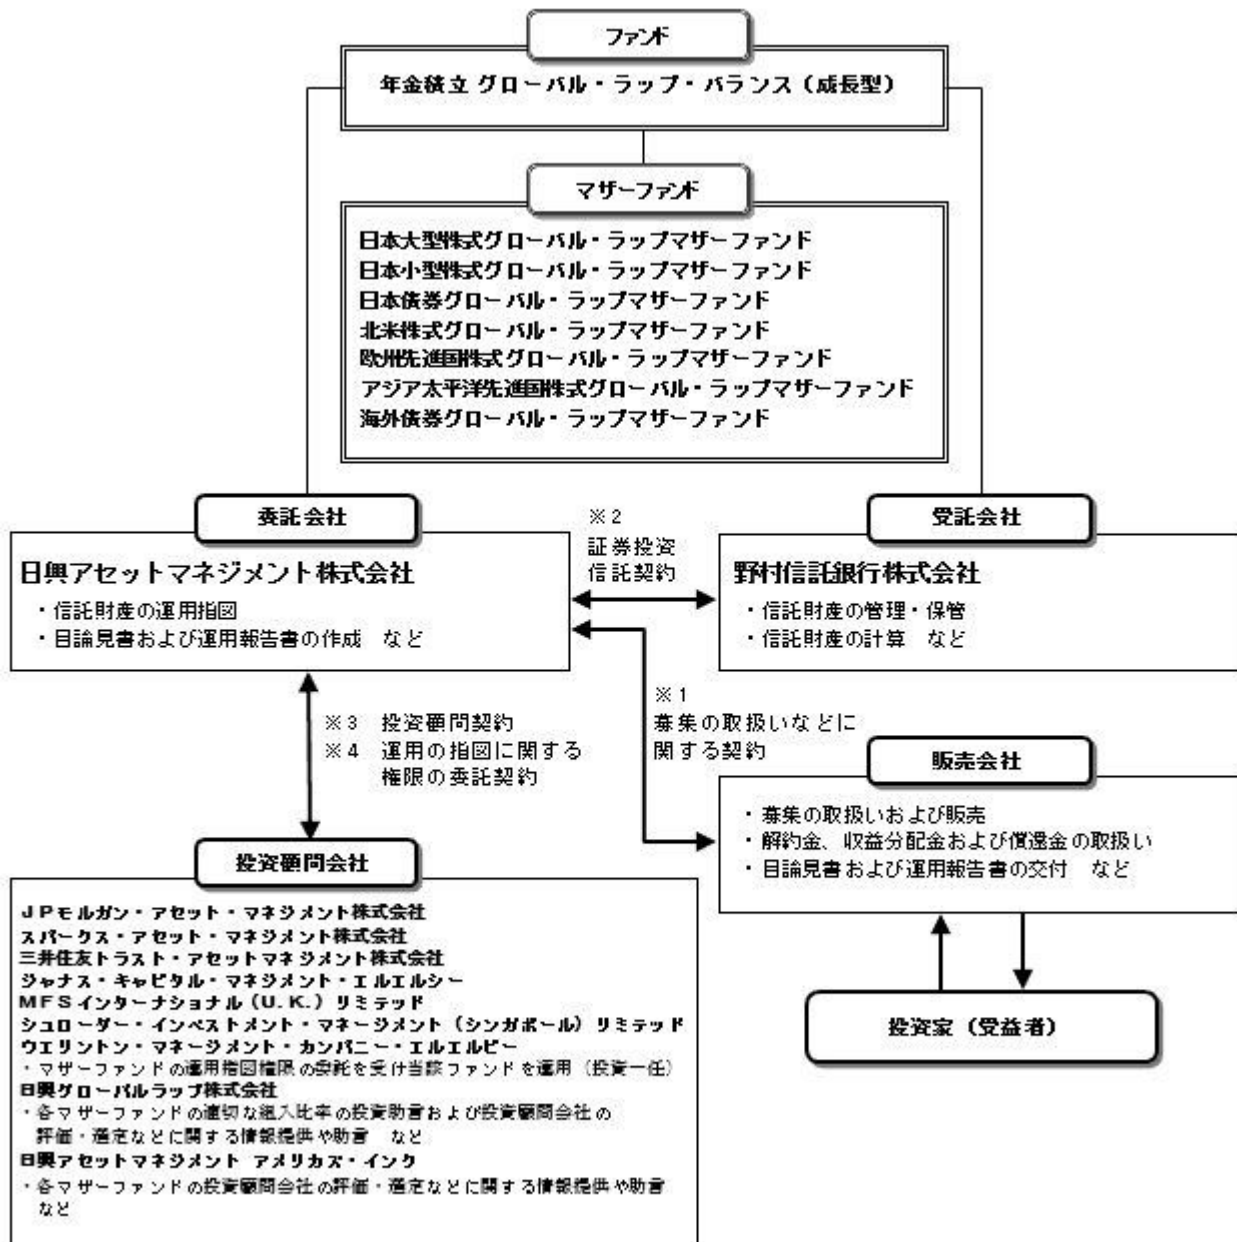 ファンド
年金積立 グローバル・ラップ・バランス（成長型）
マザーファンド
日本大型株式グローバル・ラップマザーファンド
日本小型株式グローバル・ラップマザーファンド
日本債券グローバル・ラップマザーファンド
北米株式グローバル・ラップマザーファンド
欧州先進国株式グローバル・ラップマザーファンド
アジア太平洋先進国株式グローバル・ラップマザーファンド
海外債券グローバル・ラップマザーファンド
委託会社
日興アセットマネジメント株式会社
・信託財産の運用指図
・目論見書および運用報告書の作成　など
※２
証券投資
信託契約
受託会社
野村信託銀行株式会社
・信託財産の管理・保管
・信託財産の計算　など
※３　投資顧問契約
※４　運用の指図に関する
権限の委託契約
※１
募集の取扱いなどに
関する契約
販売会社
・募集の取扱いおよび販売
・解約金、収益分配金および償還金の取扱い
・目論見書および運用報告書の交付　など
投資顧問会社
ＪＰモルガン・アセット・マネジメント株式会社
スパークス・アセット・マネジメント株式会社
三井住友トラスト・アセットマネジメント株式会社
ジャナス・キャピタル・マネジメント・エルエルシー
ＭＦＳインターナショナル（Ｕ.Ｋ.）リミテッド
シュローダー・インベストメント・マネージメント（シンガポール）リミテッド
ウエリントン・マネージメント・カンパニー・エルエルピー
・マザーファンドの運用指図権限の委託を受け当該ファンドを運用（投資一任）
日興グローバルラップ株式会社
・各マザーファンドの適切な組入比率の投資助言および投資顧問会社の
評価・選定などに関する情報提供や助言　など
日興アセットマネジメント アメリカズ・インク
・各マザーファンドの投資顧問会社の評価・選定などに関する情報提供や助言
など
投資家（受益者）